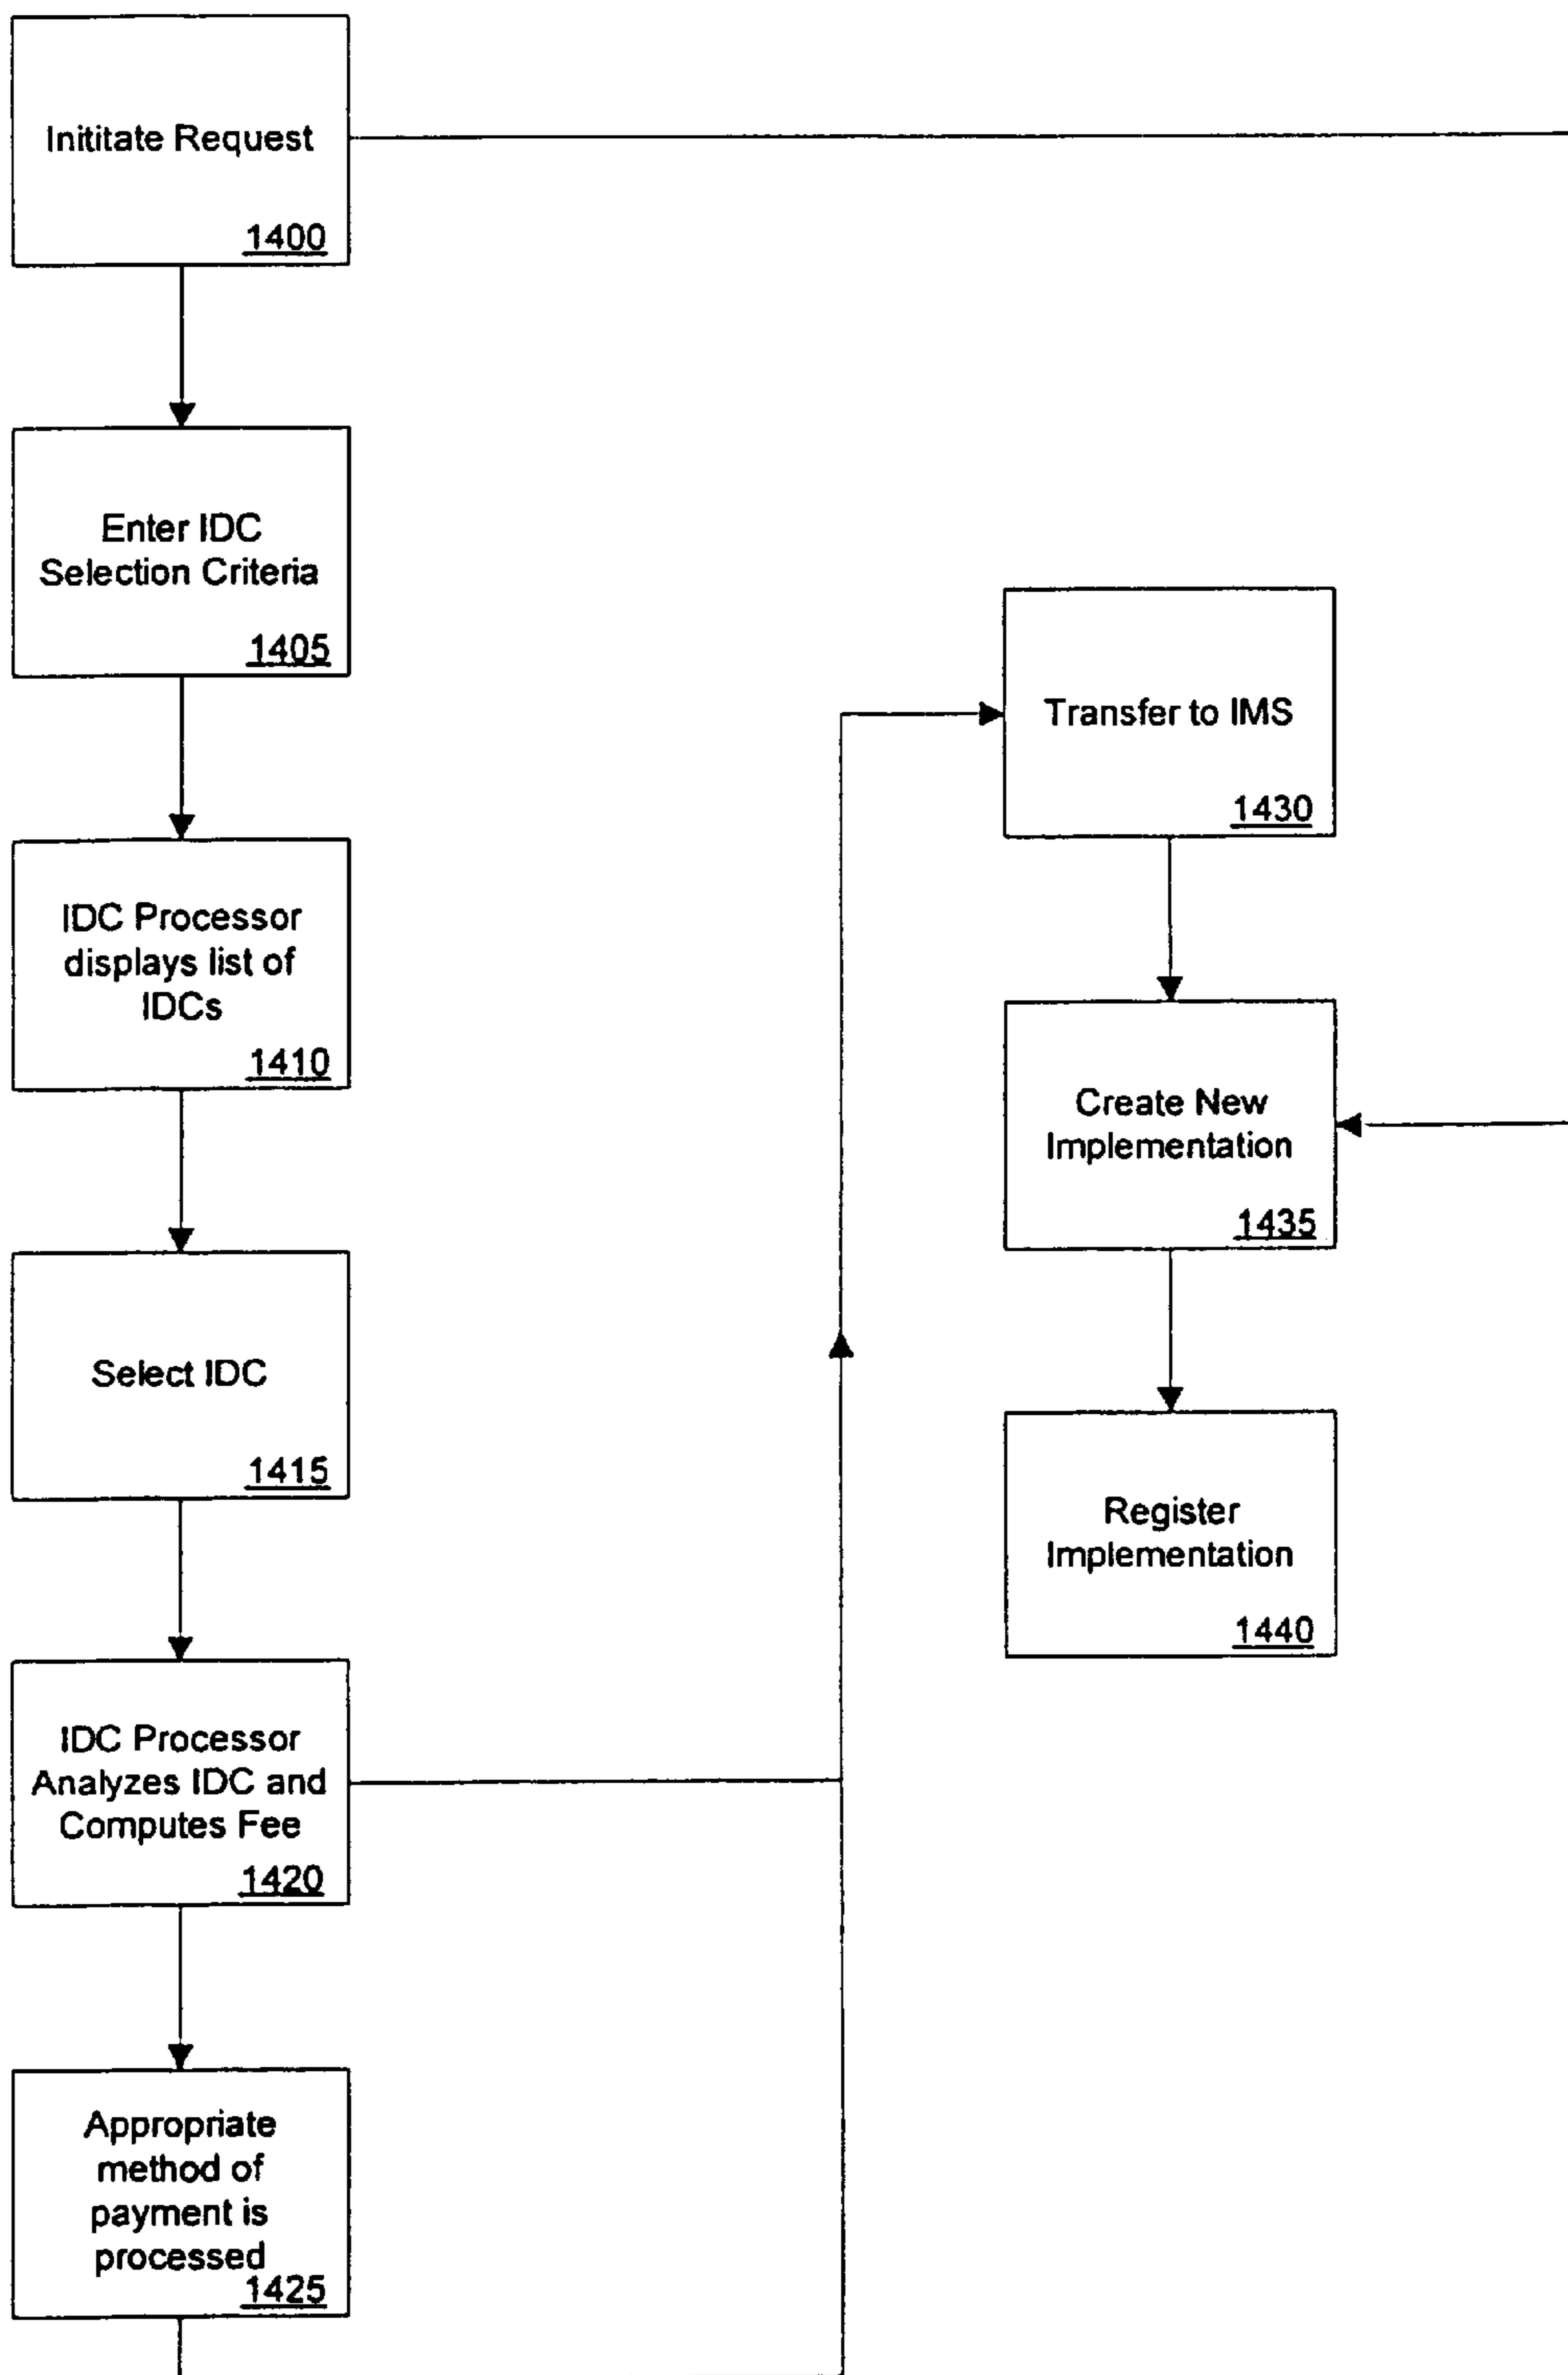 Inititate Request
1400
Enter IDC
Selection Criteria
1405
IDC Processor
displays list of
IDCs
1410
Select IDC
1415
IDC Processor
Analyzes IDC and
Computes Fee
1420
Appropriate
method of
payment is
processed
1425
Transfer to IMS
1430
Create New
Implementation
1435
Register
Implementation
1440